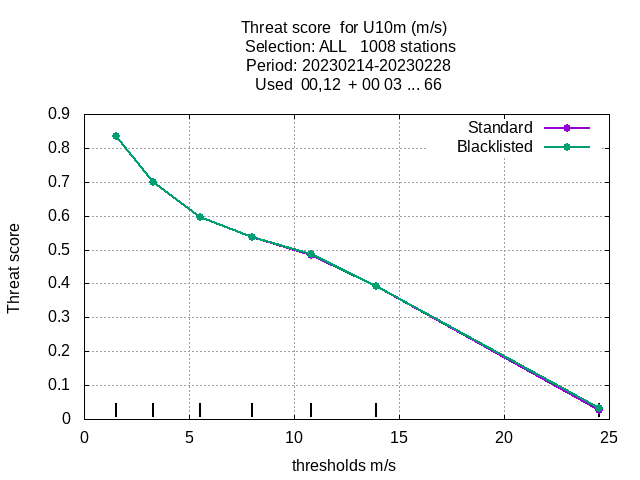 Threat score  for U10m (m/s)
Selection: ALL   1008 stations
Period: 20230214-20230228
Used  00,12  + 00 03 ... 66
Standard
Blacklisted
Threat score
0.9
0.8
0.7
0.6
0.5
0.4
0.3
0.2
0.1
0
0 5 10 15 20 25
thresholds m/s